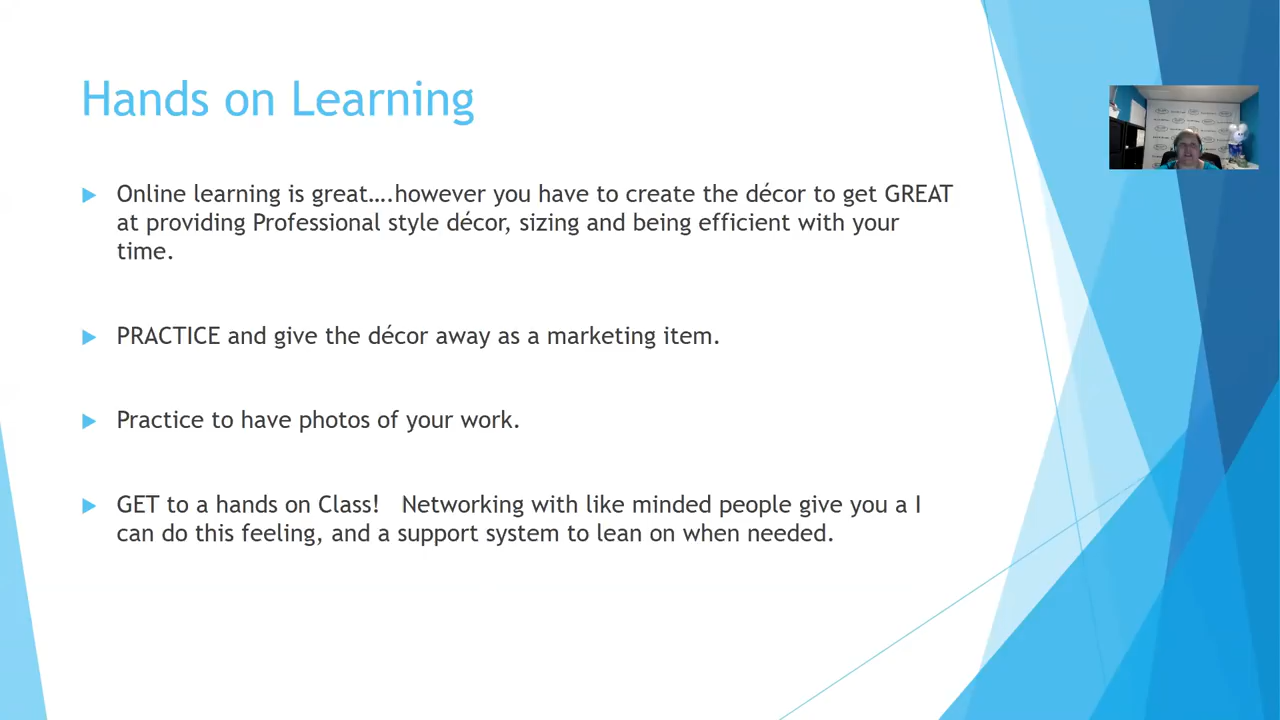 Hands on Learning
Online learning is great....however you have to create the décor to get GREAT
at providing Professional style décor, sizing and being efficient with your
time.
PRACTICE and give the décor away as a marketing item.
Practice to have photos of your work.
GET to a hands on Class!   Networking with like minded people give you a I
can do this feeling, and a support system to lean on when needed.